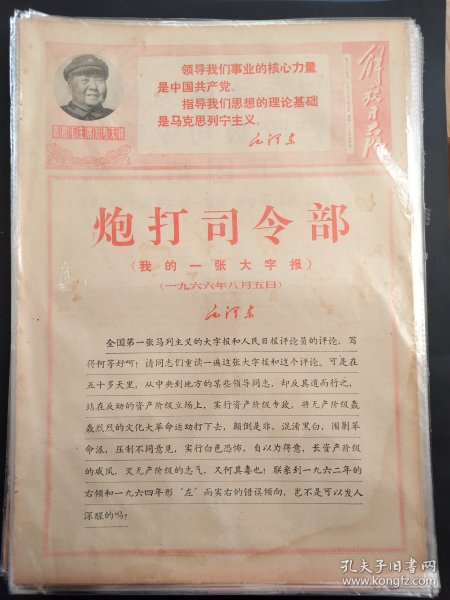 领导我们事业的核心力量
是中国共产党。
指导我们思想的理论基础
是马克思列宁主义。
毛泽东
解放日报
炮打司令部
(我的一张大字报)
(一九六六年八月五日)
毛泽东
全国第一张马列主义的大字报和人民日报评论员的评论，写
得何等好呵！请同志们重读一遍这张大字报和这个评论。可是在
五十多天里，从中央到地方的某些领导同志，却反其道而行之，
站在反动的资产阶级立场上，实行资产阶级专政，将无产阶级轰
轰烈烈的文化大革命运动打下去，颠倒是非，混淆黑白，围剿革
命派，压制不同意见，实行白色恐怖，自以为得意，长资产阶级
的威风，灭无产阶级的志气，又何其毒也！联系到一九六二年的
右倾和一九六四年形“左”而实右的错误倾向，岂不是可以发人
深醒的吗？
孔夫子旧书网
www.kongfz.com